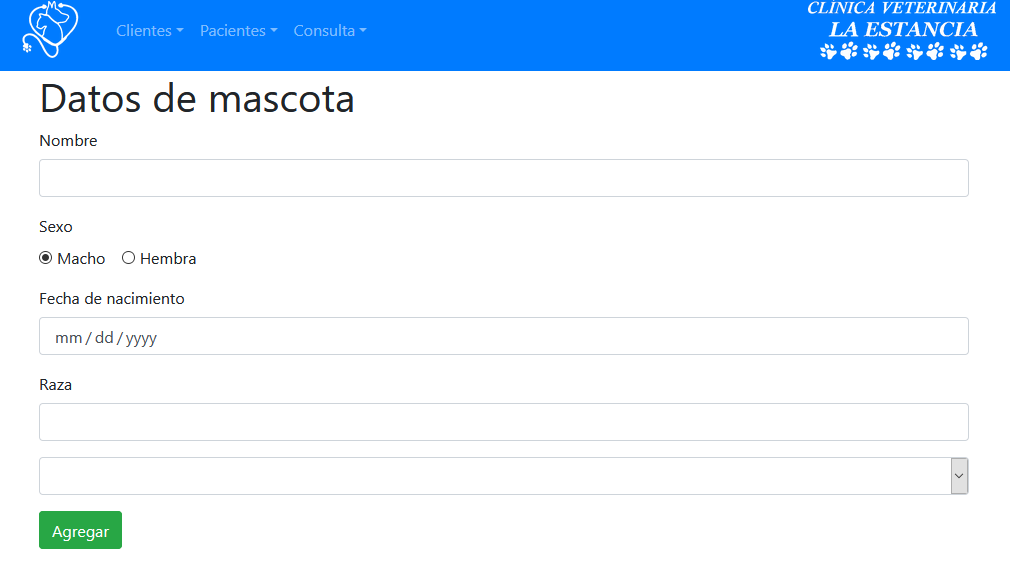 Clientes Pacientes Consulta
CLINICA VETERINARIA
LA ESTANCIA
Datos de mascota
Nombre
Sexo
Macho Hembra
Fecha de nacimiento
mm / dd / yyyy
Raza
Agregar